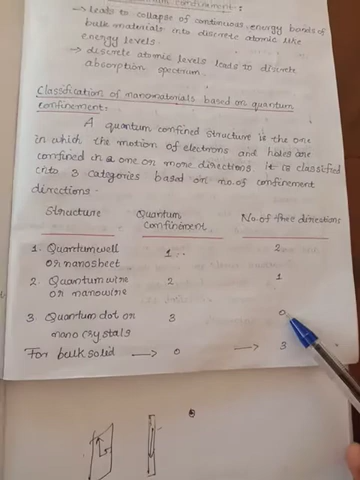 confinement :
→ leads to collapse of continuous energy bands of
bulk materials into discrete atomic like
energy levels.
→ discrete atomic levels leads to discrete
absorption spectrum.
Classification of nanomaterials based on quantum
confinement:
A quantum confined structure is the one
in which the motion of electrons and holes are
confined in one or more directions It is classified
into 3 categories based on no. of confinement
directions.
Structure Quantum Confinment No. of free directions
1. Quantum well or nanosheet 1 2
2. Quantum wire or nanowire 2 1
3. Quantum dot or nano crystals 3 0
For bulk solid → 0 → 3